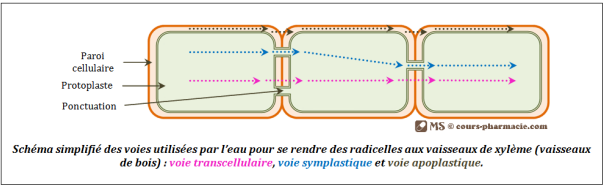 Paroi
cellulaire
Protoplaste
Ponctuation
MS © cours-pharmacie.com
Schéma simplifié des voies utilisées par l'eau pour se rendre des radicelles aux vaisseaux de xylème (vaisseaux
de bois) : voie transcellulaire, voie symplastique et voie apoplastique.